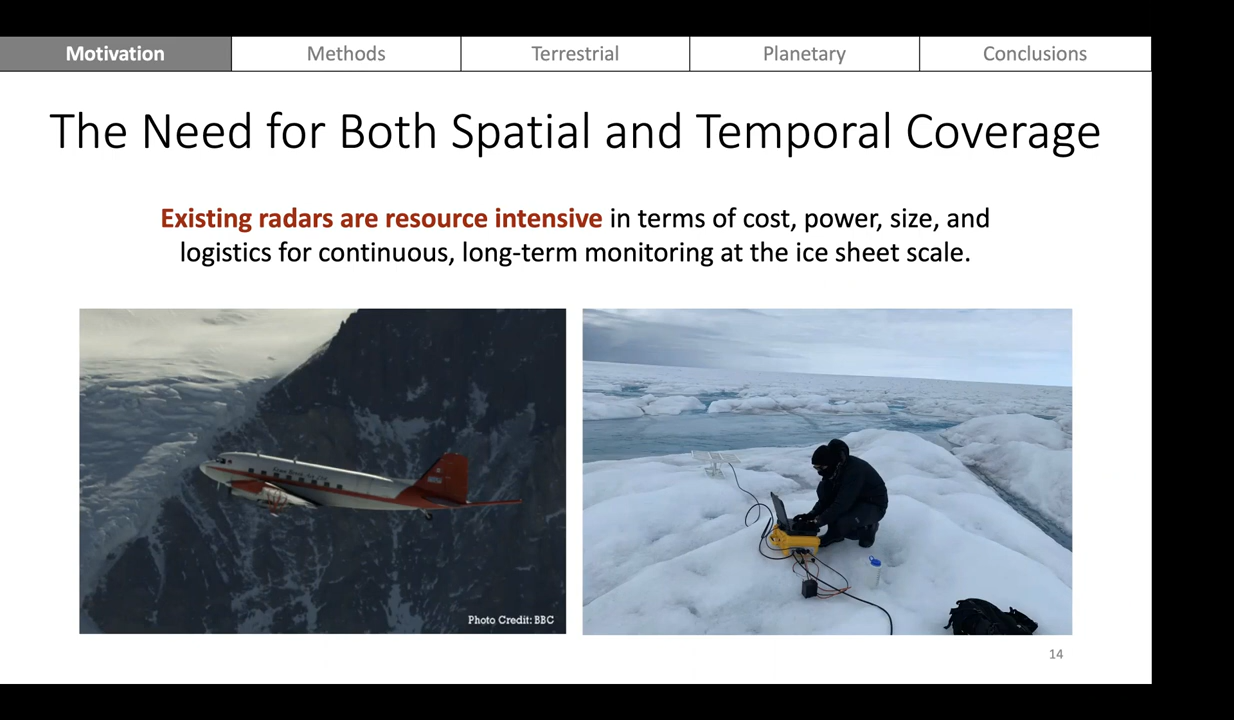 Motivation
Methods
Terrestrial
Planetary
Conclusions
The Need for Both Spatial and Temporal Coverage
Existing radars are resource intensive in terms of cost, power, size, and
logistics for continuous, long-term monitoring at the ice sheet scale.
Photo Credit: BBC
14